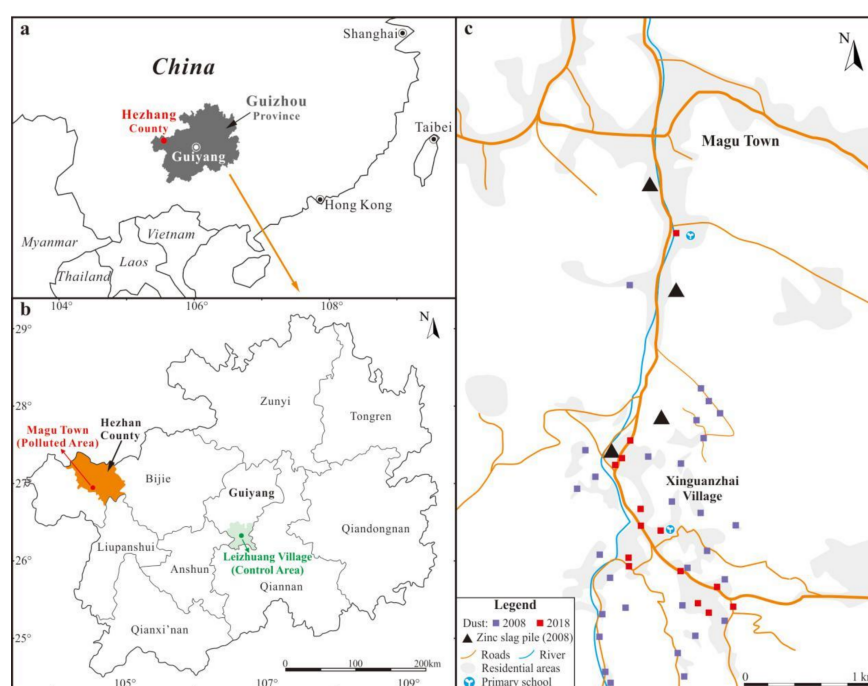 a
Shanghai
China
N
Hezhang
County
Guizhou
Province
Guiyang
Taibei
Hong Kong
Myanmar
Vietnam
Laos
Thailand
104°
106°
108°
b
N
29°
28°
27°
26°
25°
Zunyi
Tongren
Magu Town
(Polluted Area)
Hezhan
County
Bijie
Guiyang
Qiandongnan
Liupanshui
Leizhuang Village
(Control Area)
Anshun
Qiannan
Qianxi'nan
0 100 200km
105°
107°
109°
c
N
Magu Town
Xinguanzhai
Village
Legend
Dust: 2008 2018
Zinc slag pile (2008)
Roads River
Residential areas
Primary school
0 1 k